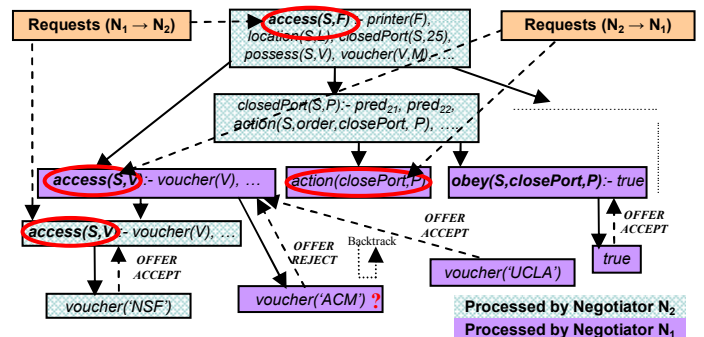 Requests (N₁ → N₂)
access(S,F):- printer(F),
location(S,L), closedPort(S,25),
possess(S,V), voucher(V,M), …
Requests (N₂ → N₁)
closedPort(S,P):- pred₂₁, pred₂₂,
action(S,order,closePort, P), …
access(S,V):- voucher(V), …
action(closePort,P)
obey(S,closePort,P):- true
access(S,V):- voucher(V), …
OFFER
ACCEPT
OFFER
REJECT
Backtrack
OFFER
ACCEPT
OFFER
ACCEPT
true
voucher('UCLA')
voucher('NSF')
voucher('ACM') ?
Processed by Negotiator N₂
Processed by Negotiator N₁